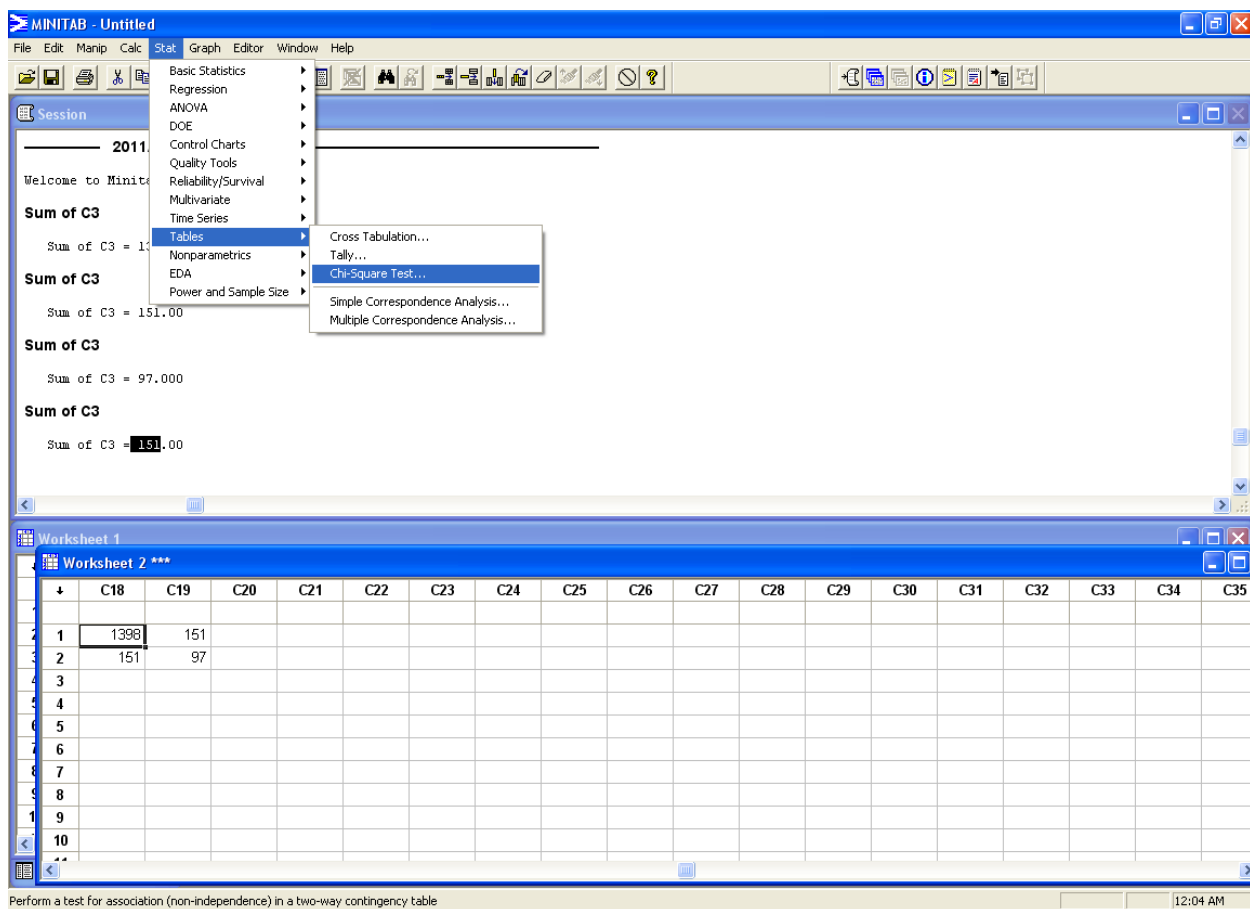 MINITAB - Untitled
File Edit Manip Calc Stat Graph Editor Window Help
Basic Statistics
Regression
ANOVA
DOE
Control Charts
Quality Tools
Reliability/Survival
Multivariate
Time Series
Tables
Nonparametrics
EDA
Power and Sample Size
Cross Tabulation...
Tally...
Chi-Square Test...
Simple Correspondence Analysis...
Multiple Correspondence Analysis...
Session
2011
Welcome to
Sum of C3
Sum of C3 =
Sum of C3
Sum of C3 = 151.00
Sum of C3
Sum of C3 = 97.000
Sum of C3
Sum of C3 = 151.00
Worksheet 1
Worksheet 2 ***
C18 C19 C20 C21 C22 C23 C24 C25 C26 C27 C28 C29 C30 C31 C32 C33 C34 C35
1 1398 151
2 151 97
3
4
5
6
7
8
9
10
Perform a test for association (non-independence) in a two-way contingency table 12:04 AM